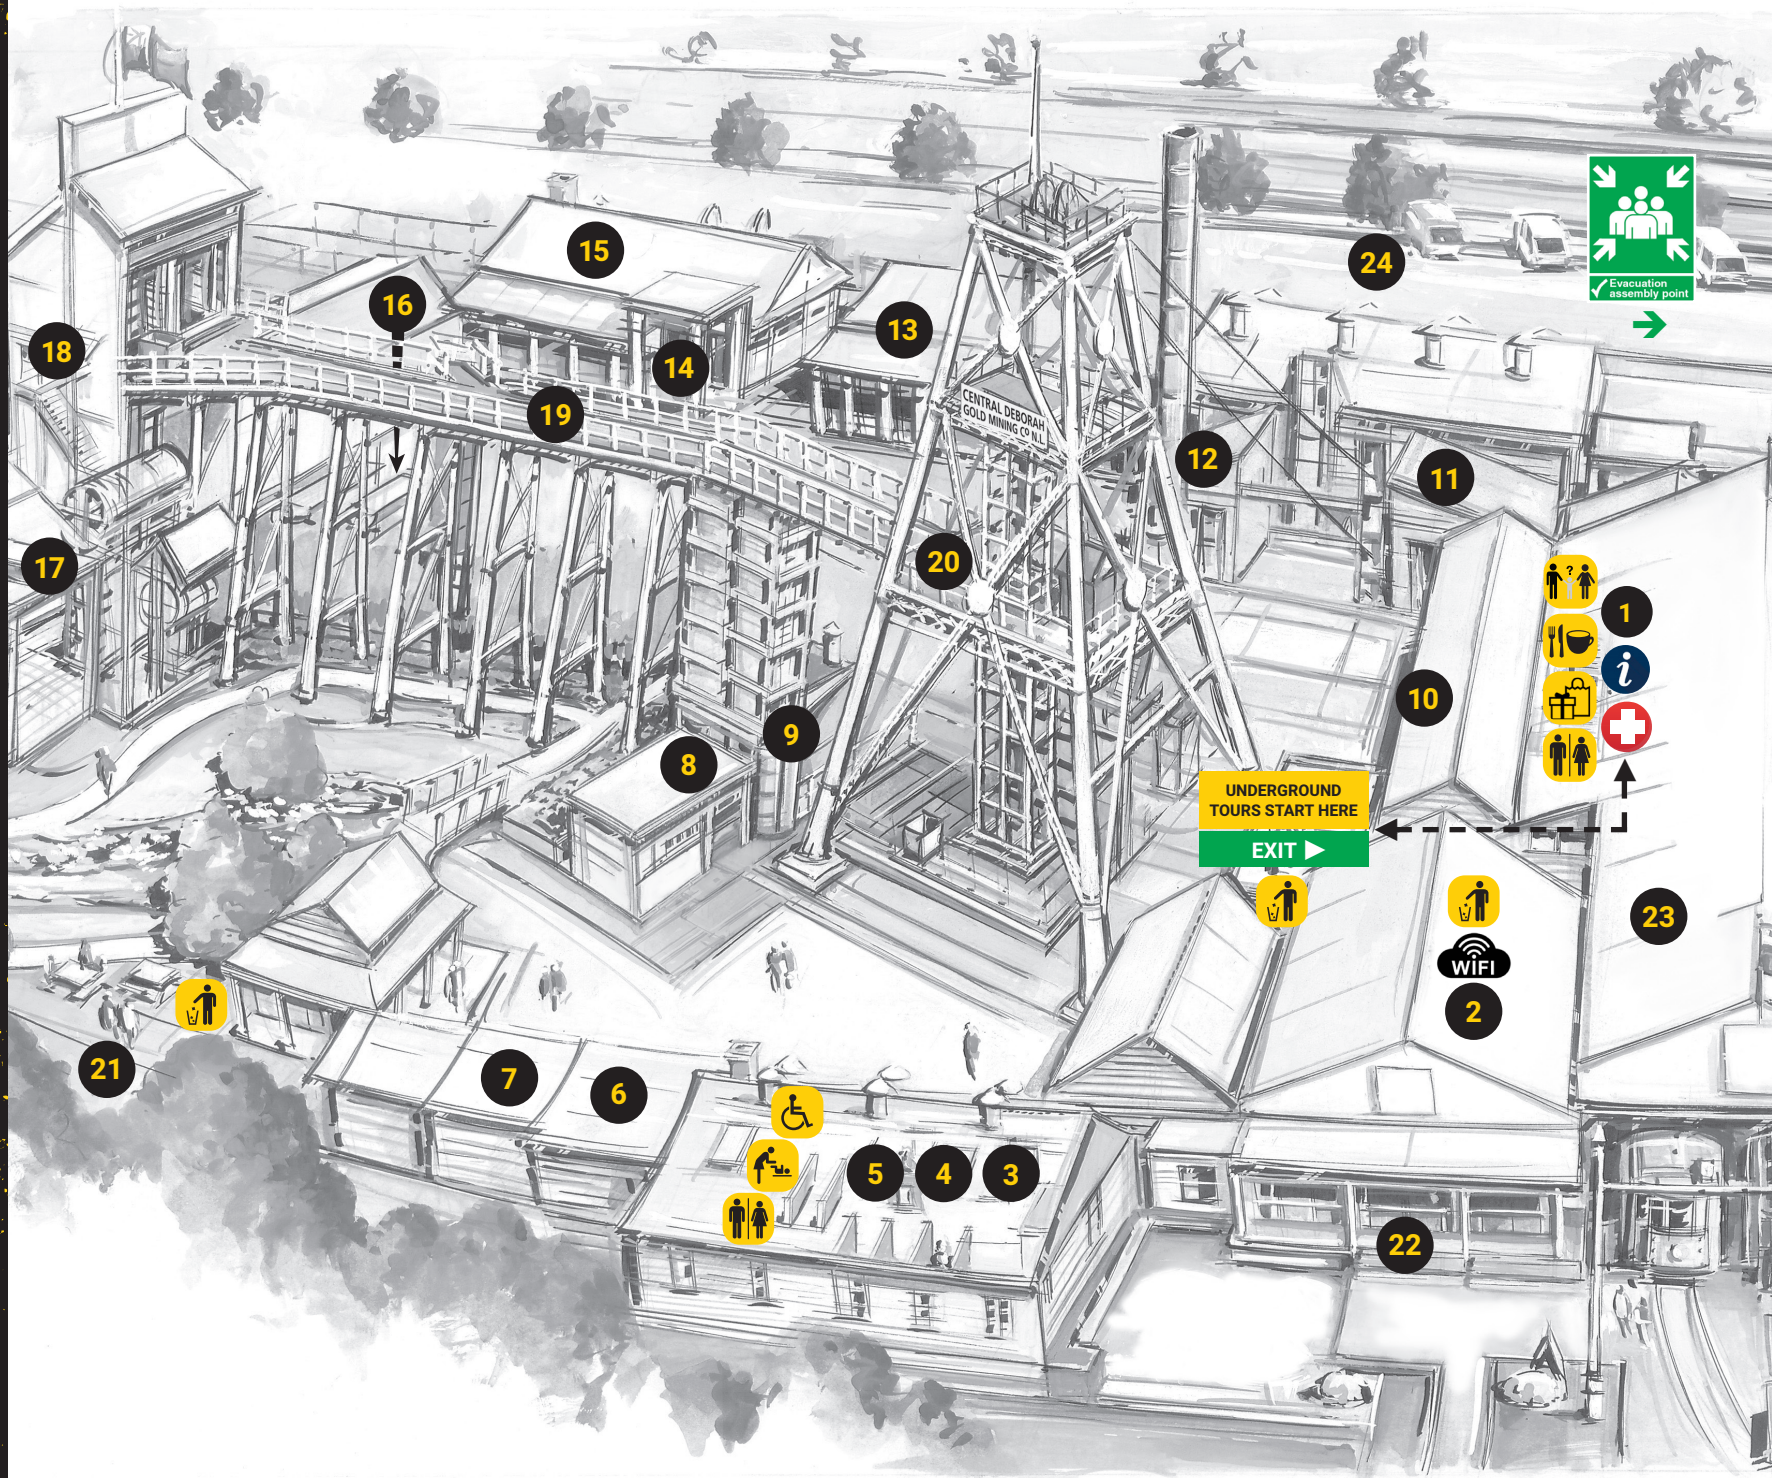 15
24
Evacuation
assembly point
16
13
18
14
19
CENTRAL DEBORAH
GOLD MINING CO N.L.
12
11
20
17
?
1
i
10
9
8
UNDERGROUND
TOURS START HERE
EXIT
23
WiFi
2
21
7
6
5
4
3
22